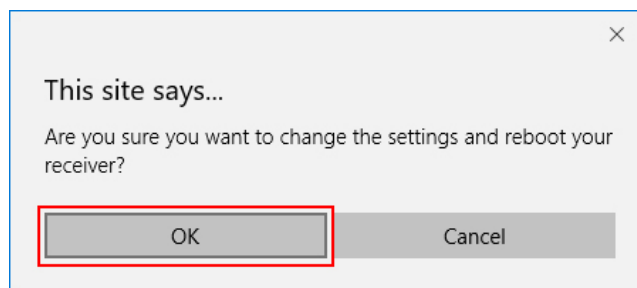 This site says...
Are you sure you want to change the settings and reboot your
receiver?
OK
Cancel